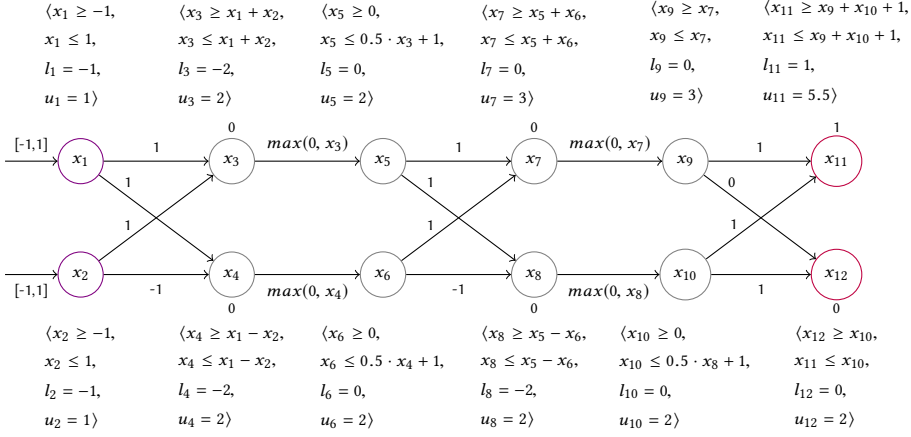 ⟨x₁ ≥ −1,
x₁ ≤ 1,
l₁ = −1,
u₁ = 1⟩
⟨x₃ ≥ x₁ + x₂,
x₃ ≤ x₁ + x₂,
l₃ = −2,
u₃ = 2⟩
⟨x₅ ≥ 0,
x₅ ≤ 0.5 · x₃ + 1,
l₅ = 0,
u₅ = 2⟩
⟨x₇ ≥ x₅ + x₆,
x₇ ≤ x₅ + x₆,
l₇ = 0,
u₇ = 3⟩
⟨x₉ ≥ x₇,
x₉ ≤ x₇,
l₉ = 0,
u₉ = 3⟩
⟨x₁₁ ≥ x₉ + x₁₀ + 1,
x₁₁ ≤ x₉ + x₁₀ + 1,
l₁₁ = 1,
u₁₁ = 5.5⟩
0
0
1
[-1,1]
x₁
1
x₃
max(0, x₃)
x₅
1
x₇
max(0, x₇)
x₉
1
x₁₁
1
1
0
1
1
1
[-1,1]
x₂
-1
x₄
max(0, x₄)
x₆
-1
x₈
max(0, x₈)
x₁₀
1
x₁₂
0
0
0
⟨x₂ ≥ −1,
x₂ ≤ 1,
l₂ = −1,
u₂ = 1⟩
⟨x₄ ≥ x₁ − x₂,
x₄ ≤ x₁ − x₂,
l₄ = −2,
u₄ = 2⟩
⟨x₆ ≥ 0,
x₆ ≤ 0.5 · x₄ + 1,
l₆ = 0,
u₆ = 2⟩
⟨x₈ ≥ x₅ − x₆,
x₈ ≤ x₅ − x₆,
l₈ = −2,
u₈ = 2⟩
⟨x₁₀ ≥ 0,
x₁₀ ≤ 0.5 · x₈ + 1,
l₁₀ = 0,
u₁₀ = 2⟩
⟨x₁₂ ≥ x₁₀,
x₁₁ ≤ x₁₀,
l₁₂ = 0,
u₁₂ = 2⟩